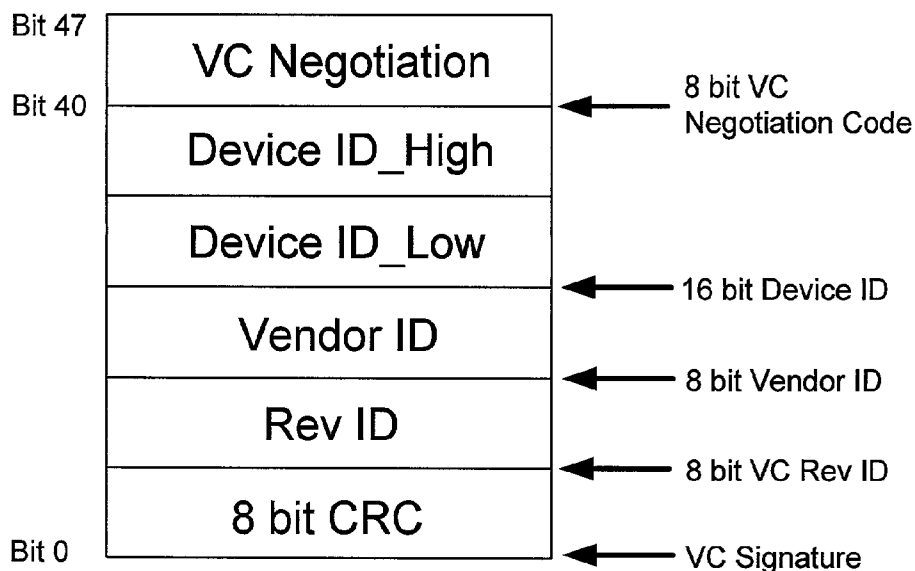 Bit 47
VC Negotiation
Bit 40
8 bit VC
Negotiation Code
Device ID_High
Device ID_Low
16 bit Device ID
Vendor ID
8 bit Vendor ID
Rev ID
8 bit VC Rev ID
8 bit CRC
Bit 0
VC Signature